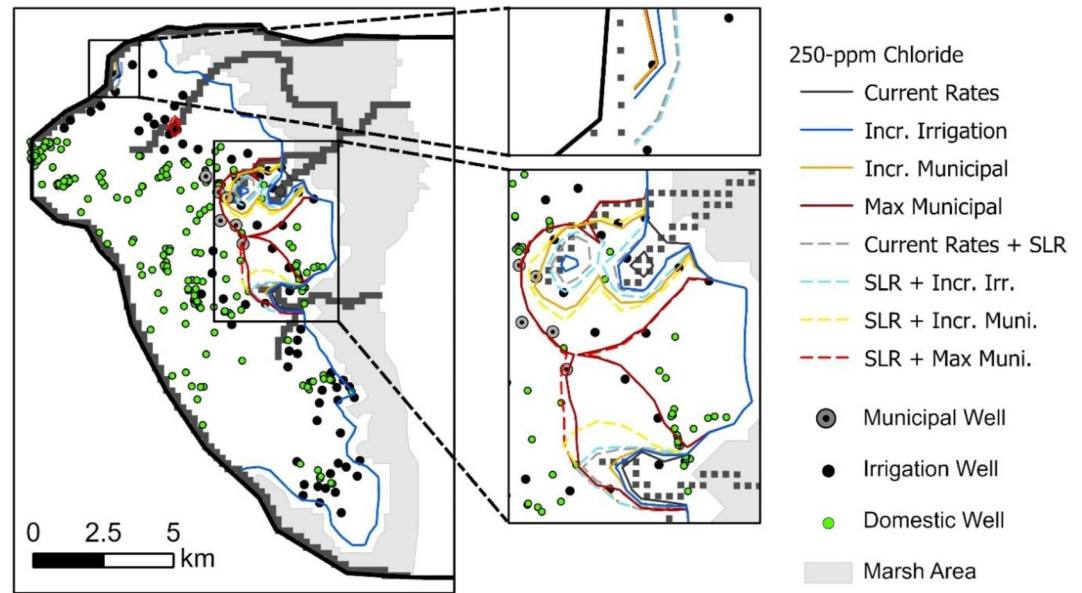 250-ppm Chloride
Current Rates
Incr. Irrigation
Incr. Municipal
Max Municipal
Current Rates + SLR
SLR + Incr. Irr.
SLR + Incr. Muni.
SLR + Max Muni.
Municipal Well
Irrigation Well
Domestic Well
Marsh Area
0 2.5 5
km